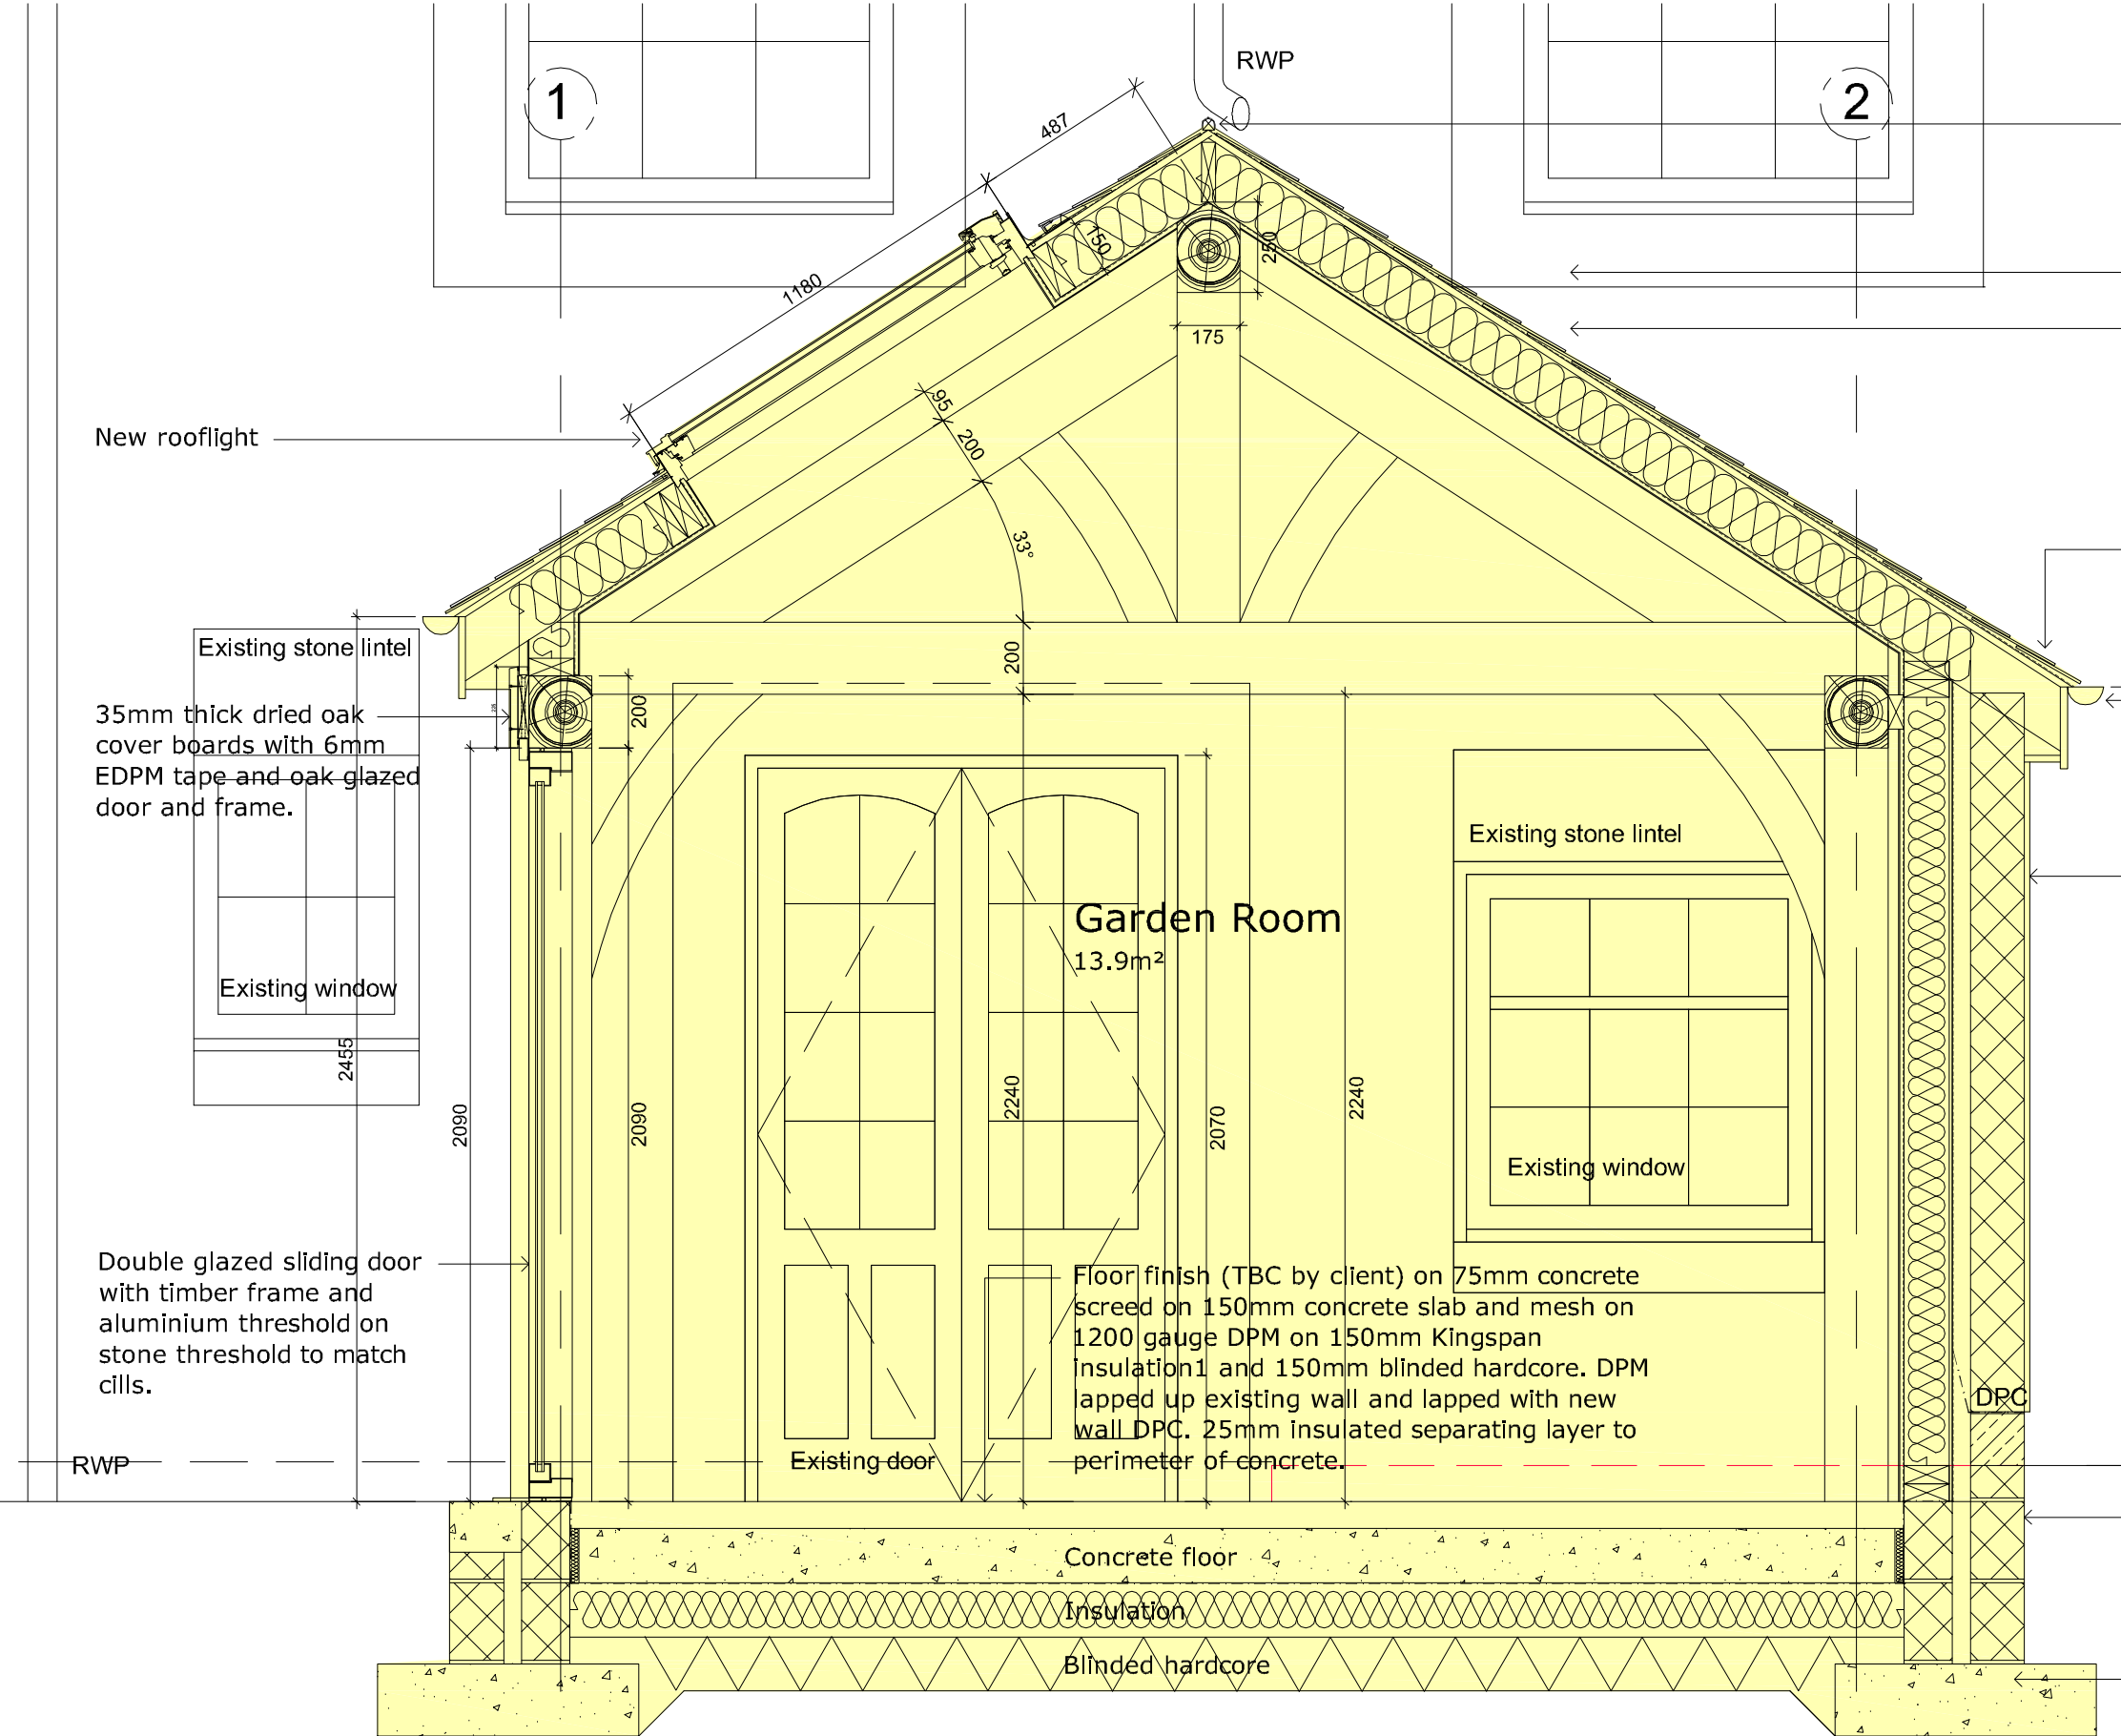 RWP
1
2
487
1180
150
250
175
95
200
33°
New rooflight
Existing stone lintel
200
200
35mm thick dried oak
cover boards with 6mm
EDPM tape and oak glazed
door and frame.
Existing stone lintel
Garden Room
13.9m²
Existing window
2455
2090
2090
2240
2070
2240
Existing window
Double glazed sliding door
with timber frame and
aluminium threshold on
stone threshold to match
cills.
Floor finish (TBC by client) on 75mm concrete
screed on 150mm concrete slab and mesh on
1200 gauge DPM on 150mm Kingspan
insulation1 and 150mm blinded hardcore. DPM
lapped up existing wall and lapped with new
wall DPC. 25mm insulated separating layer to
perimeter of concrete.
DPC
RWP
Existing door
Concrete floor
Insulation
Blinded hardcore